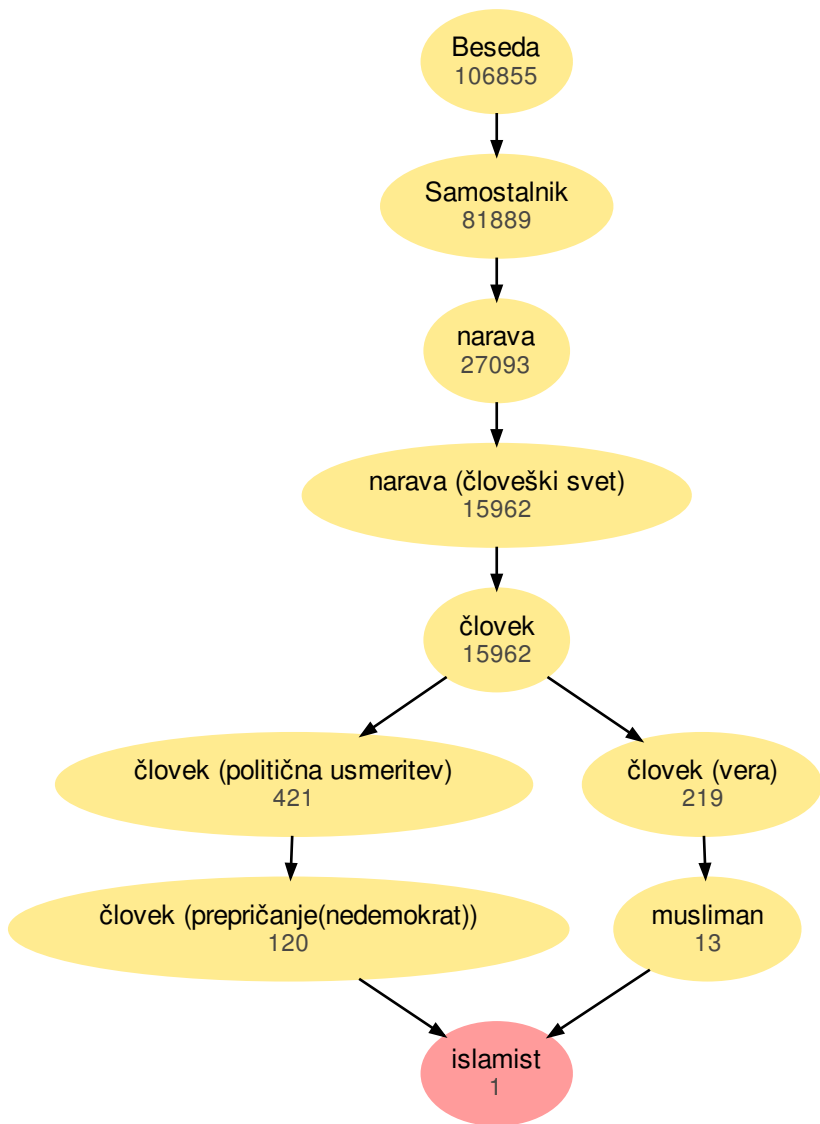 Beseda
106855
Samostalnik
81889
narava
27093
narava (človeški svet)
15962
človek
15962
človek (politična usmeritev)
421
človek (vera)
219
človek (prepričanje(nedemokrat))
120
musliman
13
islamist
1